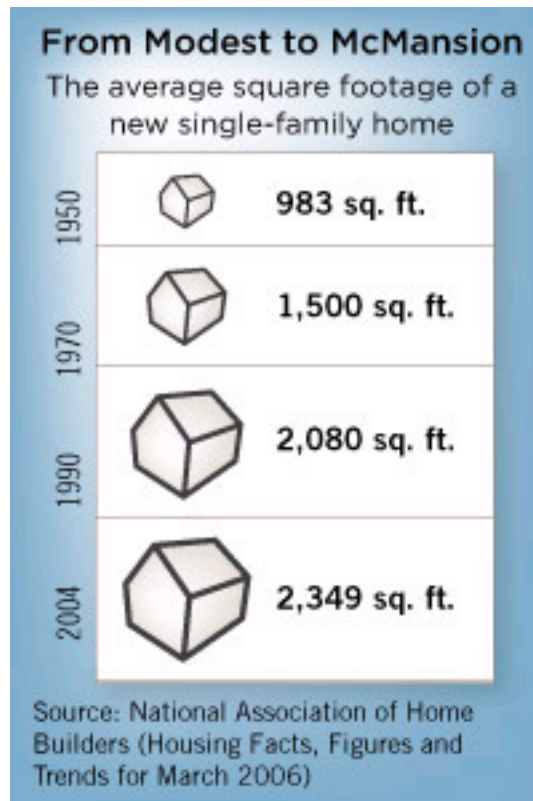 From Modest to McMansion
The average square footage of a
new single-family home
1950
983 sq. ft.
1970
1,500 sq. ft.
1990
2,080 sq. ft.
2004
2,349 sq. ft.
Source: National Association of Home
Builders (Housing Facts, Figures and
Trends for March 2006)